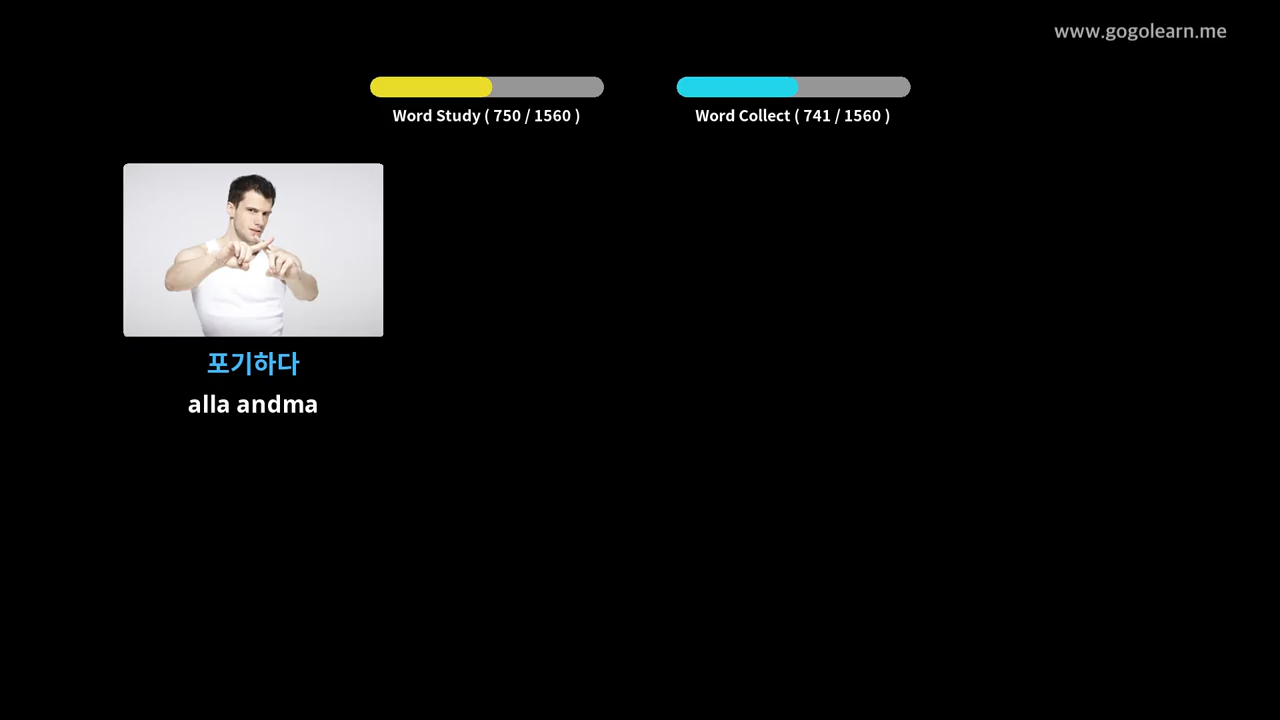 www.gogolearn.me
Word Study ( 750 / 1560 )
Word Collect ( 741 / 1560 )
포기하다
alla andma